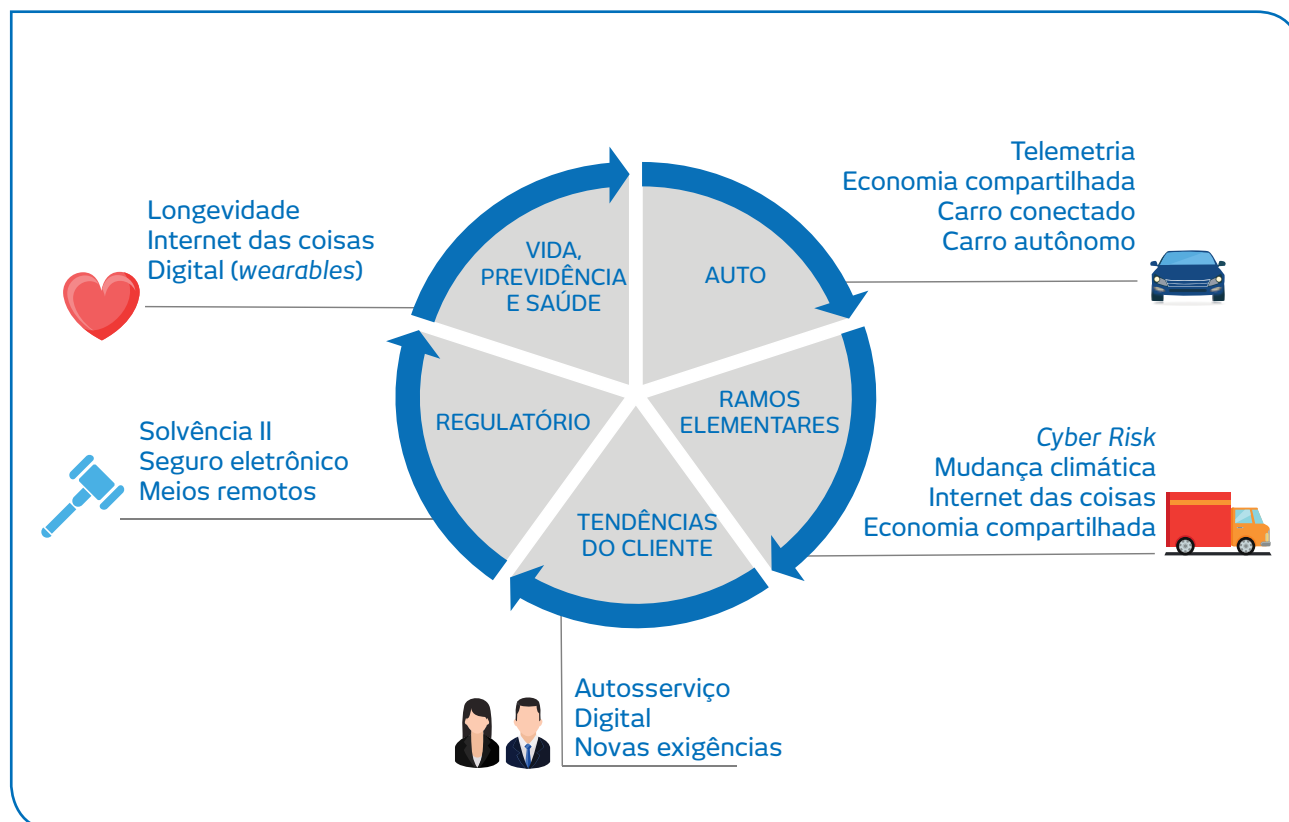 Telemetria
Economia compartilhada
Carro conectado
Carro autônomo
Longevidade
Internet das coisas
Digital (wearables)
VIDA,
PREVIDÊNCIA
E SAÚDE
AUTO
RAMOS
ELEMENTARES
REGULATÓRIO
TENDÊNCIAS
DO CLIENTE
Solvência II
Seguro eletrônico
Meios remotos
Cyber Risk
Mudança climática
Internet das coisas
Economia compartilhada
Autosserviço
Digital
Novas exigências